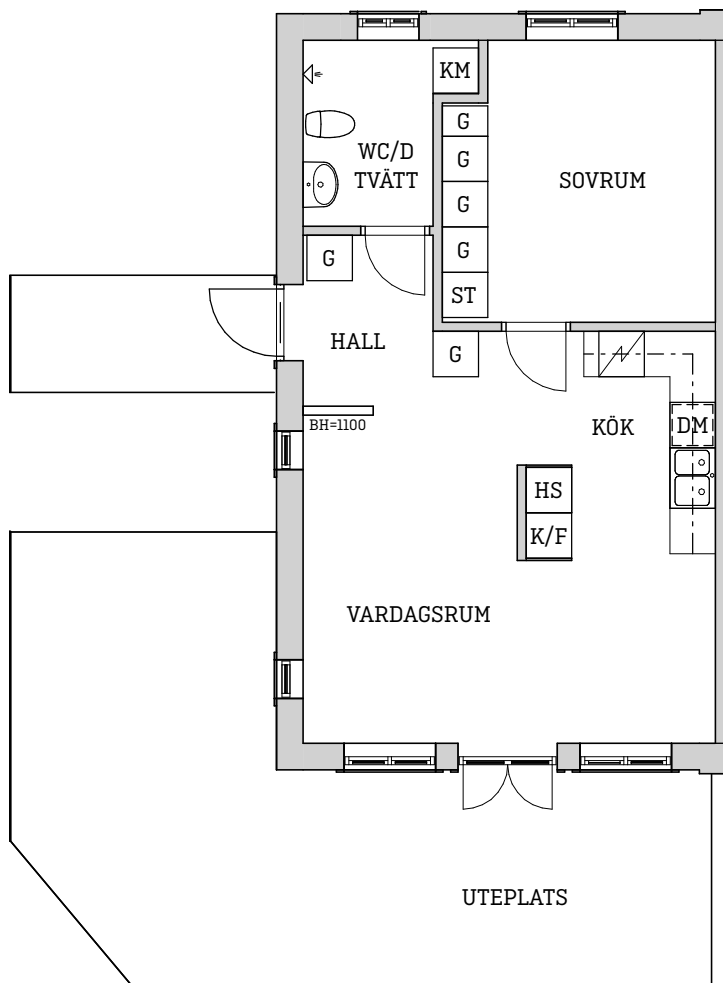 KM
G
WC/D
TVÄTT
G
SOVRUM
G
G
G
ST
HALL
G
BH=1100
KÖK
DM
HS
K/F
VARDAGSRUM
UTEPLATS